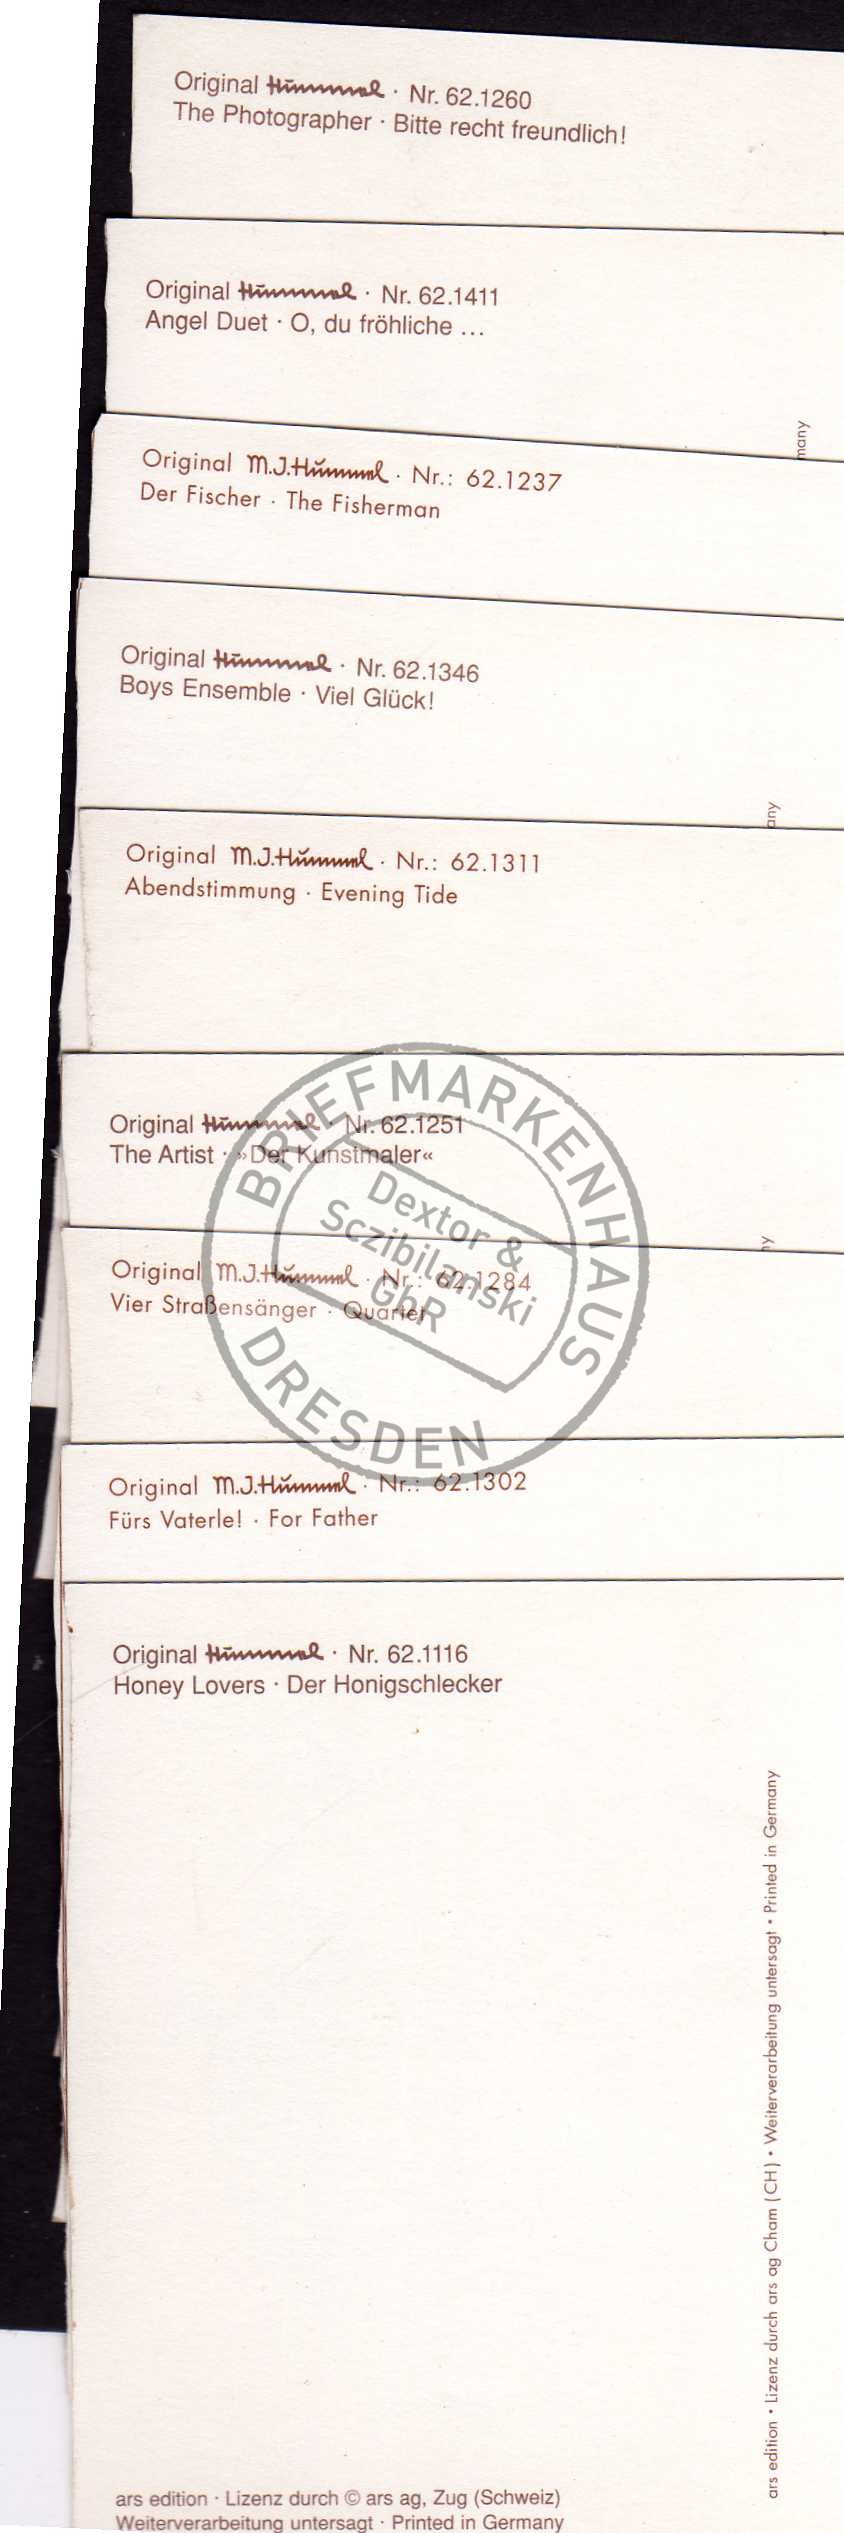 Original Hummel · Nr. 62.1260
The Photographer · Bitte recht freundlich!
Original Hummel · Nr. 62.1411
Angel Duet · O, du fröhliche ...
many
Original M.J.Hummel · Nr.: 62.1237
Der Fischer · The Fisherman
Original Hummel · Nr. 62.1346
Boys Ensemble · Viel Glück!
any
Original M.J.Hummel · Nr.: 62.1311
Abendstimmung · Evening Tide
Original Hummel · Nr. 62.1251
The Artist · »Der Kunstmaler«
ny
Original M.J.Hummel · Nr.: 62.1284
Vier Straßensänger · Quartet
BRIEFMARKENHAUS
Dextor &
Sczibilanski
GbR
DRESDEN
Original M.J.Hummel · Nr.: 62.1302
Fürs Vaterle! · For Father
Original Hummel · Nr. 62.1116
Honey Lovers · Der Honigschlecker
ars edition • Lizenz durch ars ag Cham (CH) • Weiterverarbeitung untersagt • Printed in Germany
ars edition · Lizenz durch © ars ag, Zug (Schweiz)
Weiterverarbeitung untersagt · Printed in Germany